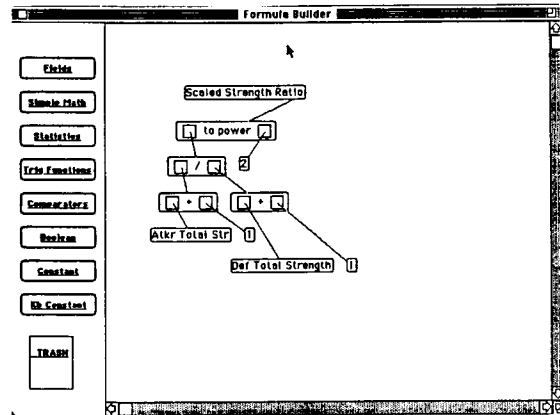 Formula Builder
Fields
Simple Math
Statistics
Trig Functions
Comparators
Boolean
Constant
Kb Constant
TRASH
Scaled Strength Ratio
to power
/
2
+
+
Atkr Total Str
1
Def Total Strength
1